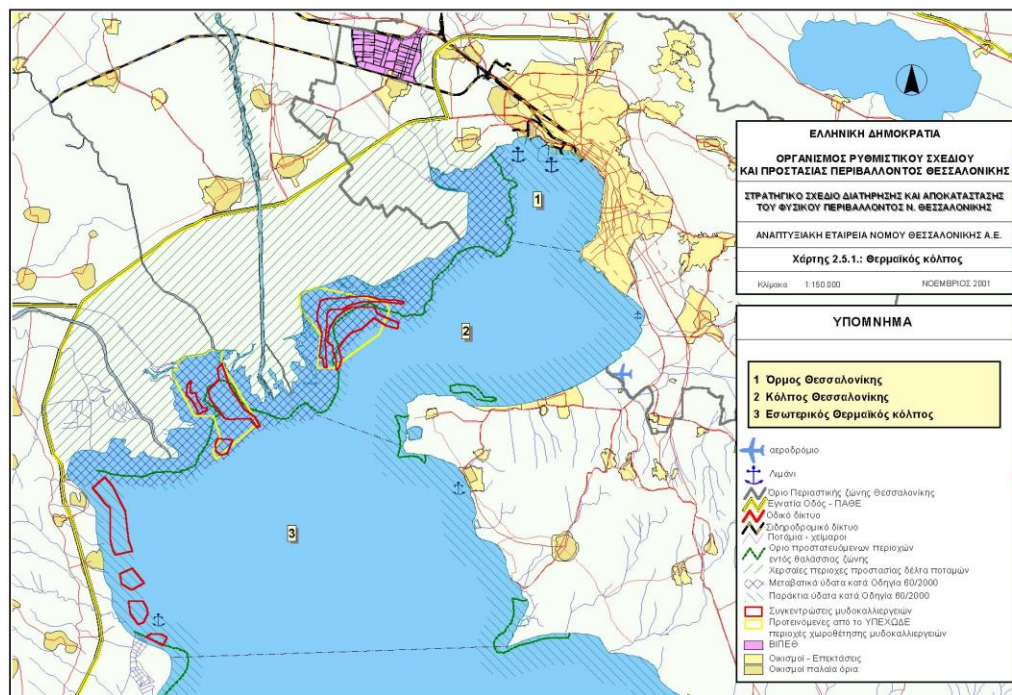 ΕΛΛΗΝΙΚΗ ΔΗΜΟΚΡΑΤΙΑ
ΟΡΓΑΝΙΣΜΟΣ ΡΥΘΜΙΣΤΙΚΟΥ ΣΧΕΔΙΟΥ
ΚΑΙ ΠΡΟΣΤΑΣΙΑΣ ΠΕΡΙΒΑΛΛΟΝΤΟΣ ΘΕΣΣΑΛΟΝΙΚΗΣ
ΣΤΡΑΤΗΓΙΚΟ ΣΧΕΔΙΟ ΔΙΑΤΗΡΗΣΗΣ ΚΑΙ ΑΠΟΚΑΤΑΣΤΑΣΗΣ
ΤΟΥ ΦΥΣΙΚΟΥ ΠΕΡΙΒΑΛΛΟΝΤΟΣ Ν. ΘΕΣΣΑΛΟΝΙΚΗΣ
ΑΝΑΠΤΥΞΙΑΚΗ ΕΤΑΙΡΕΙΑ ΝΟΜΟΥ ΘΕΣΣΑΛΟΝΙΚΗΣ Α.Ε.
Χάρτης 2.5.1.: Θερμαϊκός κόλπος
Κλίμακα 1:150.000 ΝΟΕΜΒΡΙΟΣ 2001
ΥΠΟΜΝΗΜΑ
1 Όρμος Θεσσαλονίκης
2 Κόλπος Θεσσαλονίκης
3 Εσωτερικός Θερμαϊκός κόλπος
αεροδρόμιο
Λιμάνι
Όριο Περιαστικής ζώνης Θεσσαλονίκης
Εγνατία Οδός - ΠΑΘΕ
Οδικό δίκτυο
Σιδηροδρομικό δίκτυο
Ποτάμια - χείμαροι
Όριο προστατευόμενων περιοχών
εντός θαλάσσιας ζώνης
Χερσαίες περιοχες προστασίας δέλτα ποταμών
Μεταβατικά ύδατα κατά Οδηγία 60/2000
Παράκτια ύδατα κατά Οδηγία 60/2000
Συγκεντρώσεις μυδοκαλλιεργειών
Προτεινόμενες από το ΥΠΕΧΩΔΕ
περιοχές χωροθέτησης μυδοκαλλιεργειών
ΒΙΠΕΘ
Οικισμοί - Επεκτάσεις
Οικισμοί παλαία όρια
1
2
3